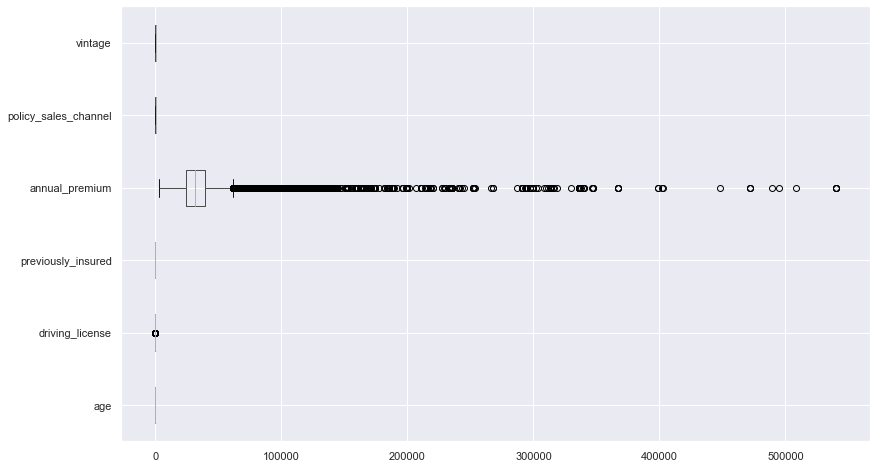 vintage
policy_sales_channel
annual_premium
previously_insured
driving_license
age
0 100000 200000 300000 400000 500000